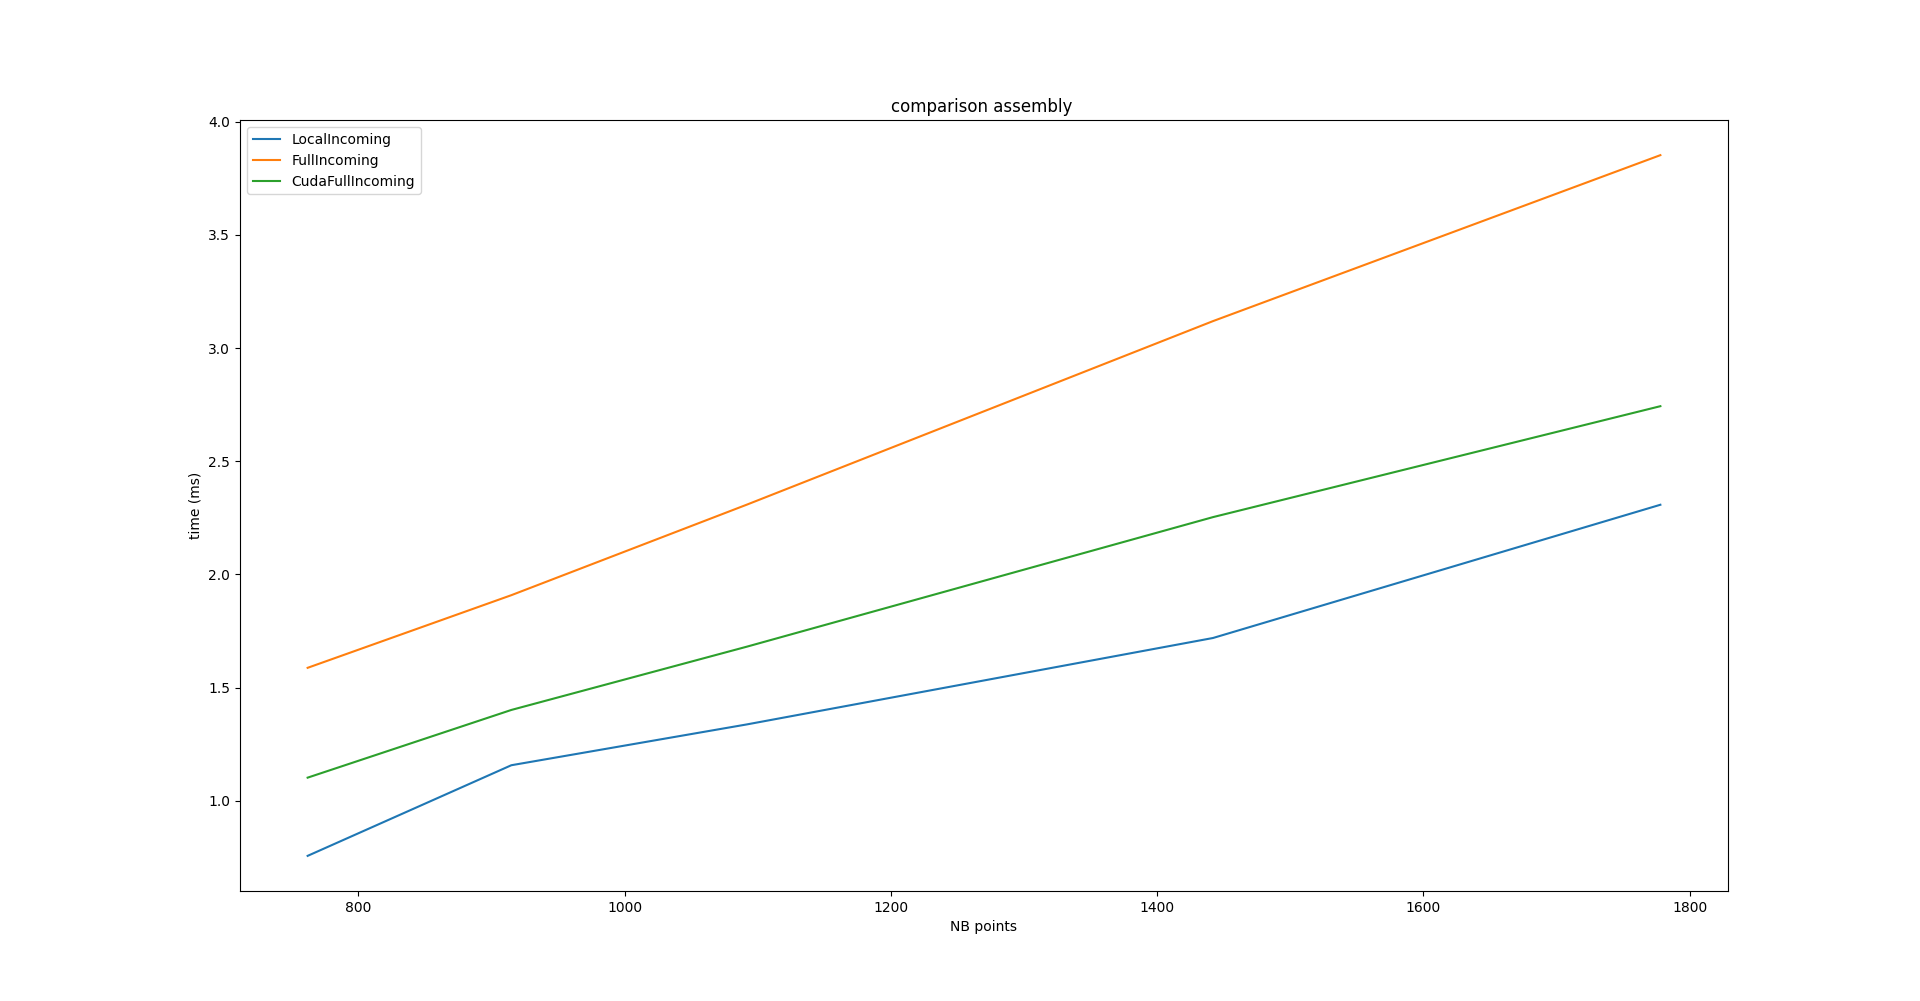 comparison assembly
LocalIncoming
FullIncoming
CudaFullIncoming
4.0
3.5
3.0
2.5
2.0
1.5
1.0
time (ms)
800 1000 1200 1400 1600 1800
NB points